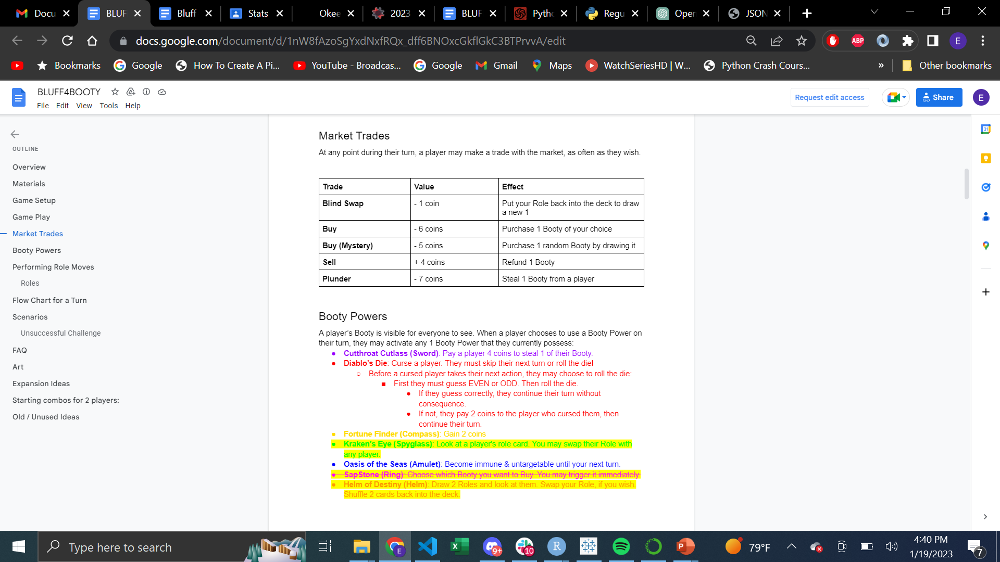 Docu
BLUF
Bluff
Stats
Okee
2023
BLUF
Pyth
Regu
Oper
JSON
docs.google.com/document/d/1nW8fAzoSgYxdNxfRQx_dff6BNOxcGkflGkC3BTPrvvA/edit
ABP
E
Bookmarks
Google
How To Create A Pi...
YouTube - Broadcas...
Google
Gmail
Maps
WatchSeriesHD | W...
Python Crash Cours...
»
Other bookmarks
BLUFF4BOOTY
File Edit View Tools Help
Request edit access
Share
E
OUTLINE
Overview
Materials
Game Setup
Game Play
Market Trades
Booty Powers
Performing Role Moves
Roles
Flow Chart for a Turn
Scenarios
Unsuccessful Challenge
FAQ
Art
Expansion Ideas
Starting combos for 2 players:
Old / Unused Ideas
Market Trades
At any point during their turn, a player may make a trade with the market, as often as they wish.
Trade Value Effect
Blind Swap - 1 coin Put your Role back into the deck to draw
a new 1
Buy - 6 coins Purchase 1 Booty of your choice
Buy (Mystery) - 5 coins Purchase 1 random Booty by drawing it
Sell + 4 coins Refund 1 Booty
Plunder - 7 coins Steal 1 Booty from a player
Booty Powers
A player's Booty is visible for everyone to see. When a player chooses to use a Booty Power on
their turn, they may activate any 1 Booty Power that they currently possess:
● Cutthroat Cutlass (Sword): Pay a player 4 coins to steal 1 of their Booty.
● Diablo's Die: Curse a player. They must skip their next turn or roll the die!
○ Before a cursed player takes their next action, they may choose to roll the die:
■ First they must guess EVEN or ODD. Then roll the die.
● If they guess correctly, they continue their turn without
consequence.
● If not, they pay 2 coins to the player who cursed them, then
continue their turn.
● Fortune Finder (Compass): Gain 2 coins
● Kraken's Eye (Spyglass): Look at a player's role card. You may swap their Role with
any player.
● Oasis of the Seas (Amulet): Become immune & untargetable until your next turn.
● SapStone (Ring): Choose which Booty you want to Buy. You may trigger it immediately.
● Helm of Destiny (Helm): Draw 2 Roles and look at them. Swap your Role, if you wish.
Shuffle 2 cards back into the deck.
31
Type here to search
E
X
9+
10
R
P
79°F
4:40 PM
1/19/2023
7